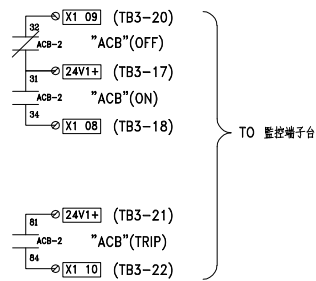 X1 09 (TB3-20)
32
ACB-2 "ACB"(OFF)
24V1+ (TB3-17)
31
ACB-2 "ACB"(ON)
34
X1 08 (TB3-18)
TO 監控端子台
24V1+ (TB3-21)
81
ACB-2 "ACB"(TRIP)
84
X1 10 (TB3-22)